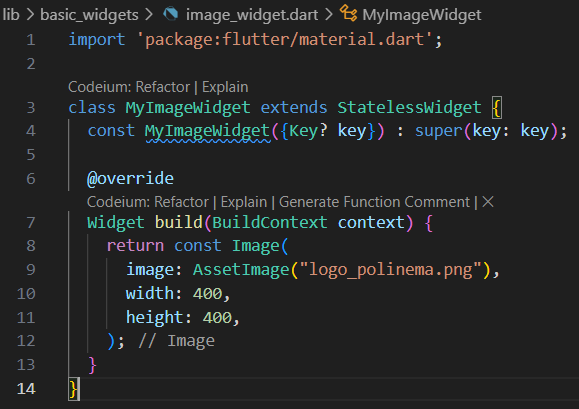 lib > basic_widgets > image_widget.dart > MyImageWidget
1 import 'package:flutter/material.dart';
2
Codeium: Refactor | Explain
3 class MyImageWidget extends StatelessWidget {
4 const MyImageWidget({Key? key}) : super(key: key);
5
6 @override
Codeium: Refactor | Explain | Generate Function Comment | ×
7 Widget build(BuildContext context) {
8 return const Image(
9 image: AssetImage("logo_polinema.png"),
10 width: 400,
11 height: 400,
12 ); // Image
13 }
14 }